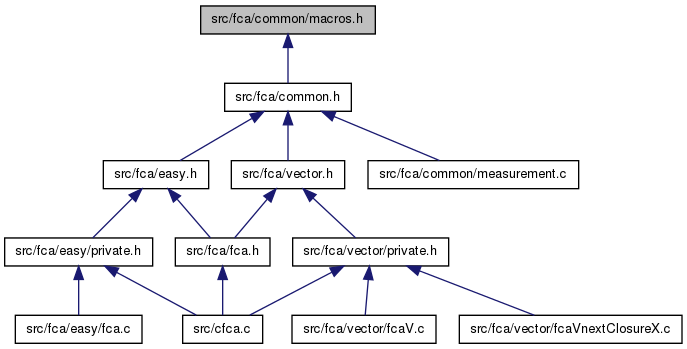 src/fca/common/macros.h
src/fca/common.h
src/fca/easy.h
src/fca/vector.h
src/fca/common/measurement.c
src/fca/easy/private.h
src/fca/fca.h
src/fca/vector/private.h
src/fca/easy/fca.c
src/cfca.c
src/fca/vector/fcaV.c
src/fca/vector/fcaVnextClosureX.c